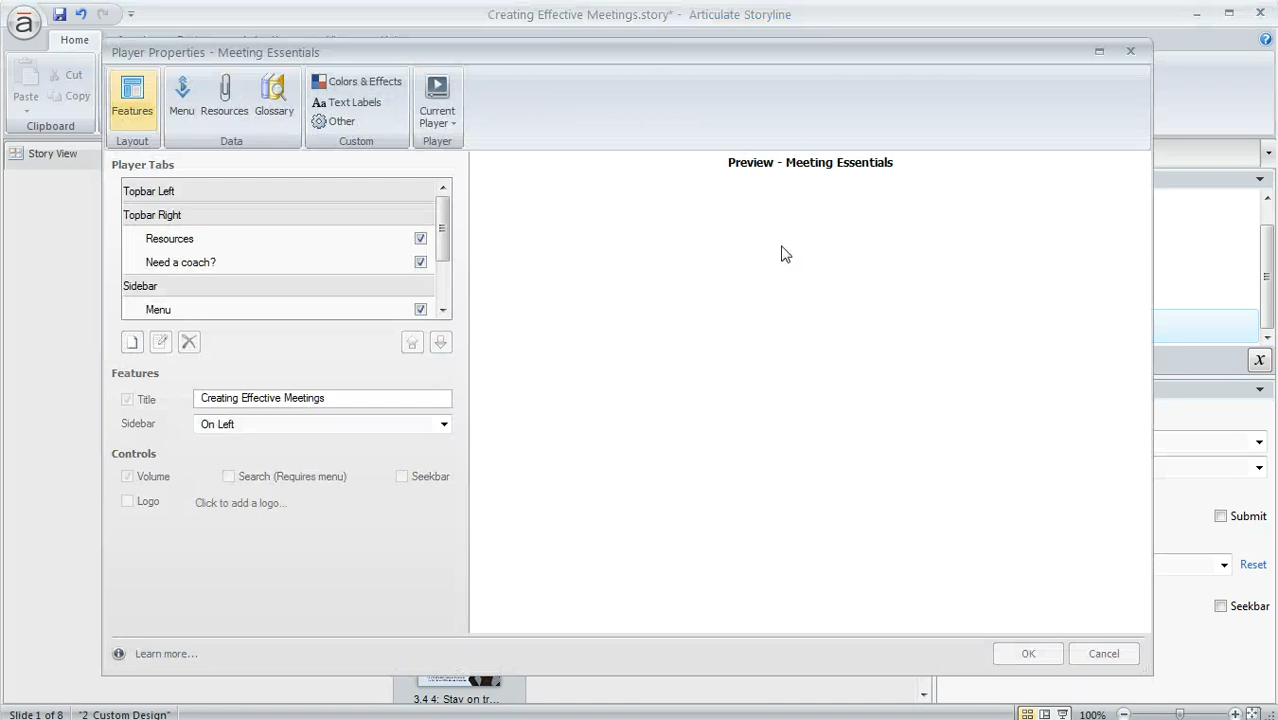 Creating Effective Meetings.story* - Articulate Storyline
Home
Paste
Cut
Copy
Clipboard
Story View
Player Properties - Meeting Essentials
Features
Layout
Menu
Resources
Glossary
Data
Colors & Effects
Aa Text Labels
Other
Custom
Current
Player
Player
Player Tabs
Topbar Left
Topbar Right
Resources
Need a coach?
Sidebar
Menu
Features
Title
Creating Effective Meetings
Sidebar
On Left
Controls
Volume
Search (Requires menu)
Seekbar
Logo
Click to add a logo...
Preview - Meeting Essentials
Learn more...
OK
Cancel
x
Submit
Reset
Seekbar
3.4 4: Stay on tr...
Slide 1 of 8
"2_Custom Design"
100%